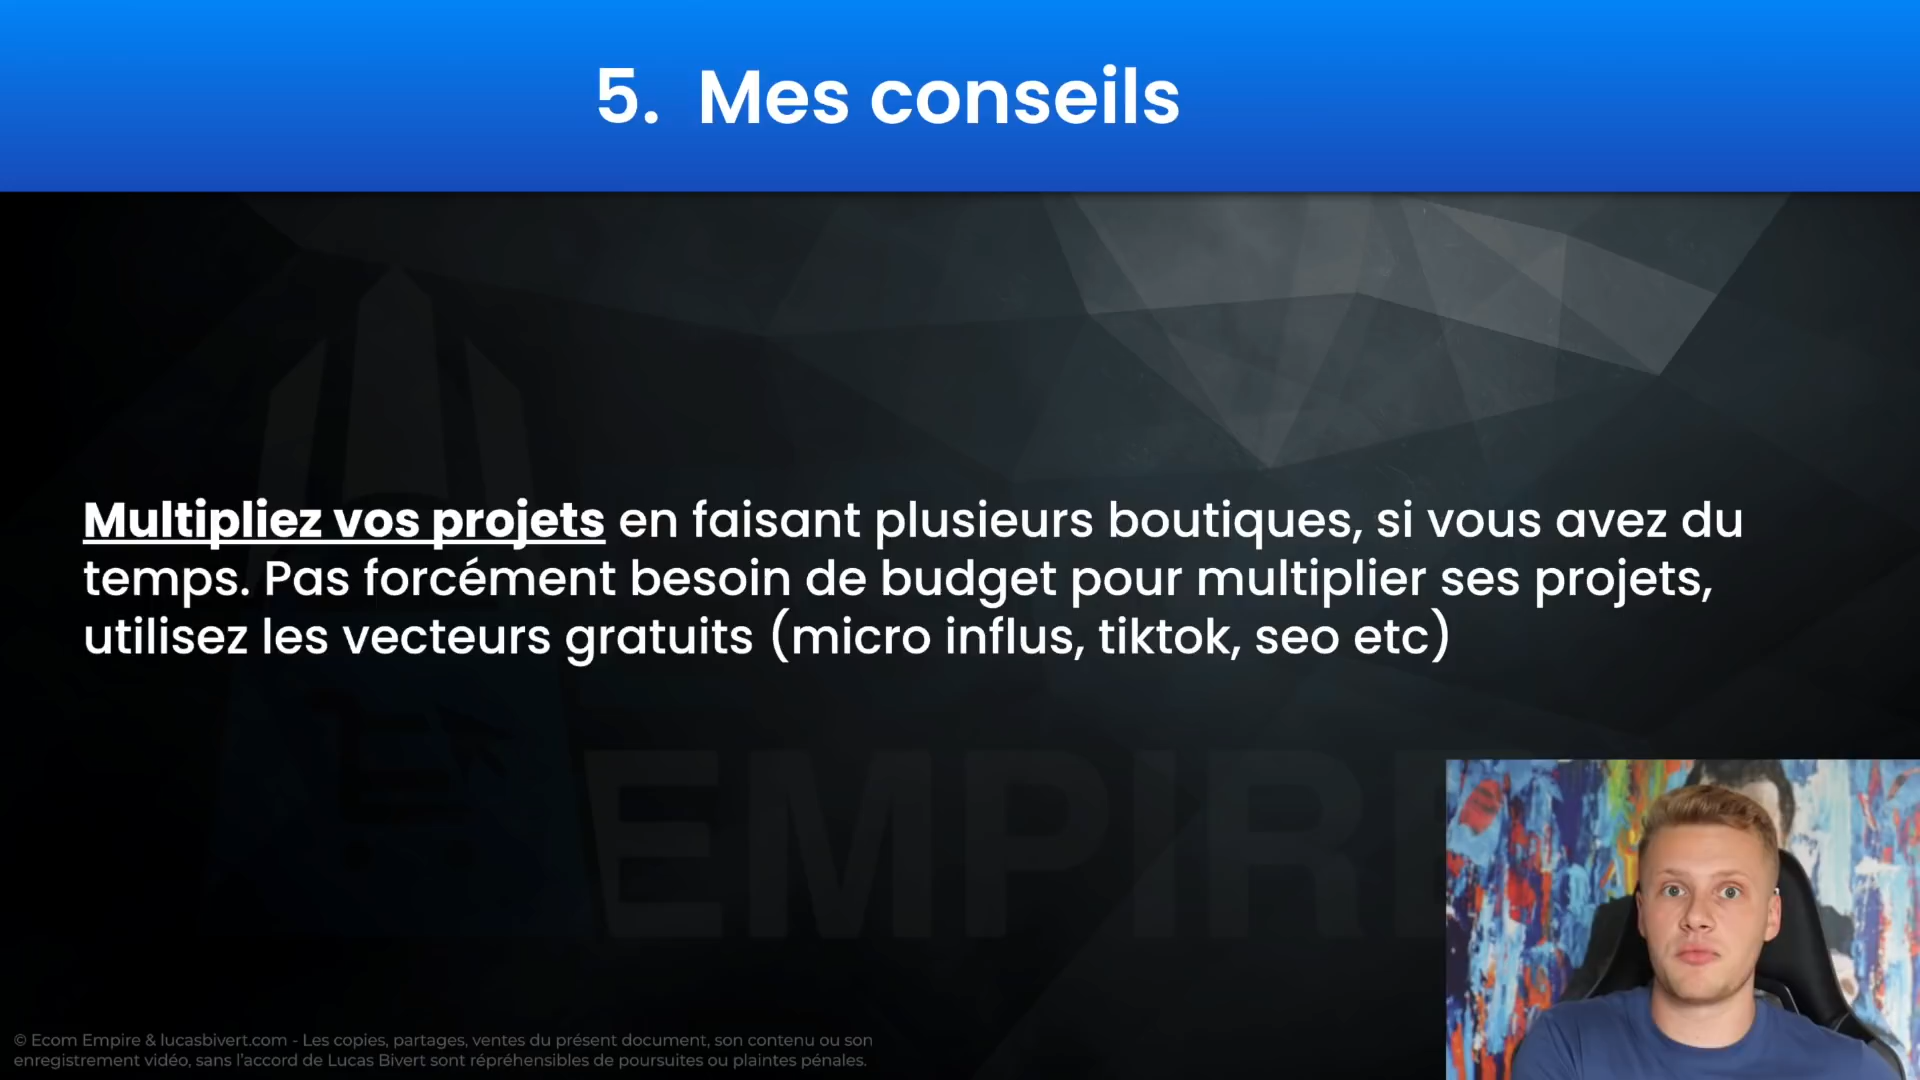 5. Mes conseils
Multipliez vos projets en faisant plusieurs boutiques, si vous avez du
temps. Pas forcément besoin de budget pour multiplier ses projets,
utilisez les vecteurs gratuits (micro influs, tiktok, seo etc)
EMPIRE
© Ecom Empire & lucasbivert.com - Les copies, partages, ventes du présent document, son contenu ou son
enregistrement vidéo, sans l'accord de Lucas Bivert sont répréhensibles de poursuites ou plaintes pénales.